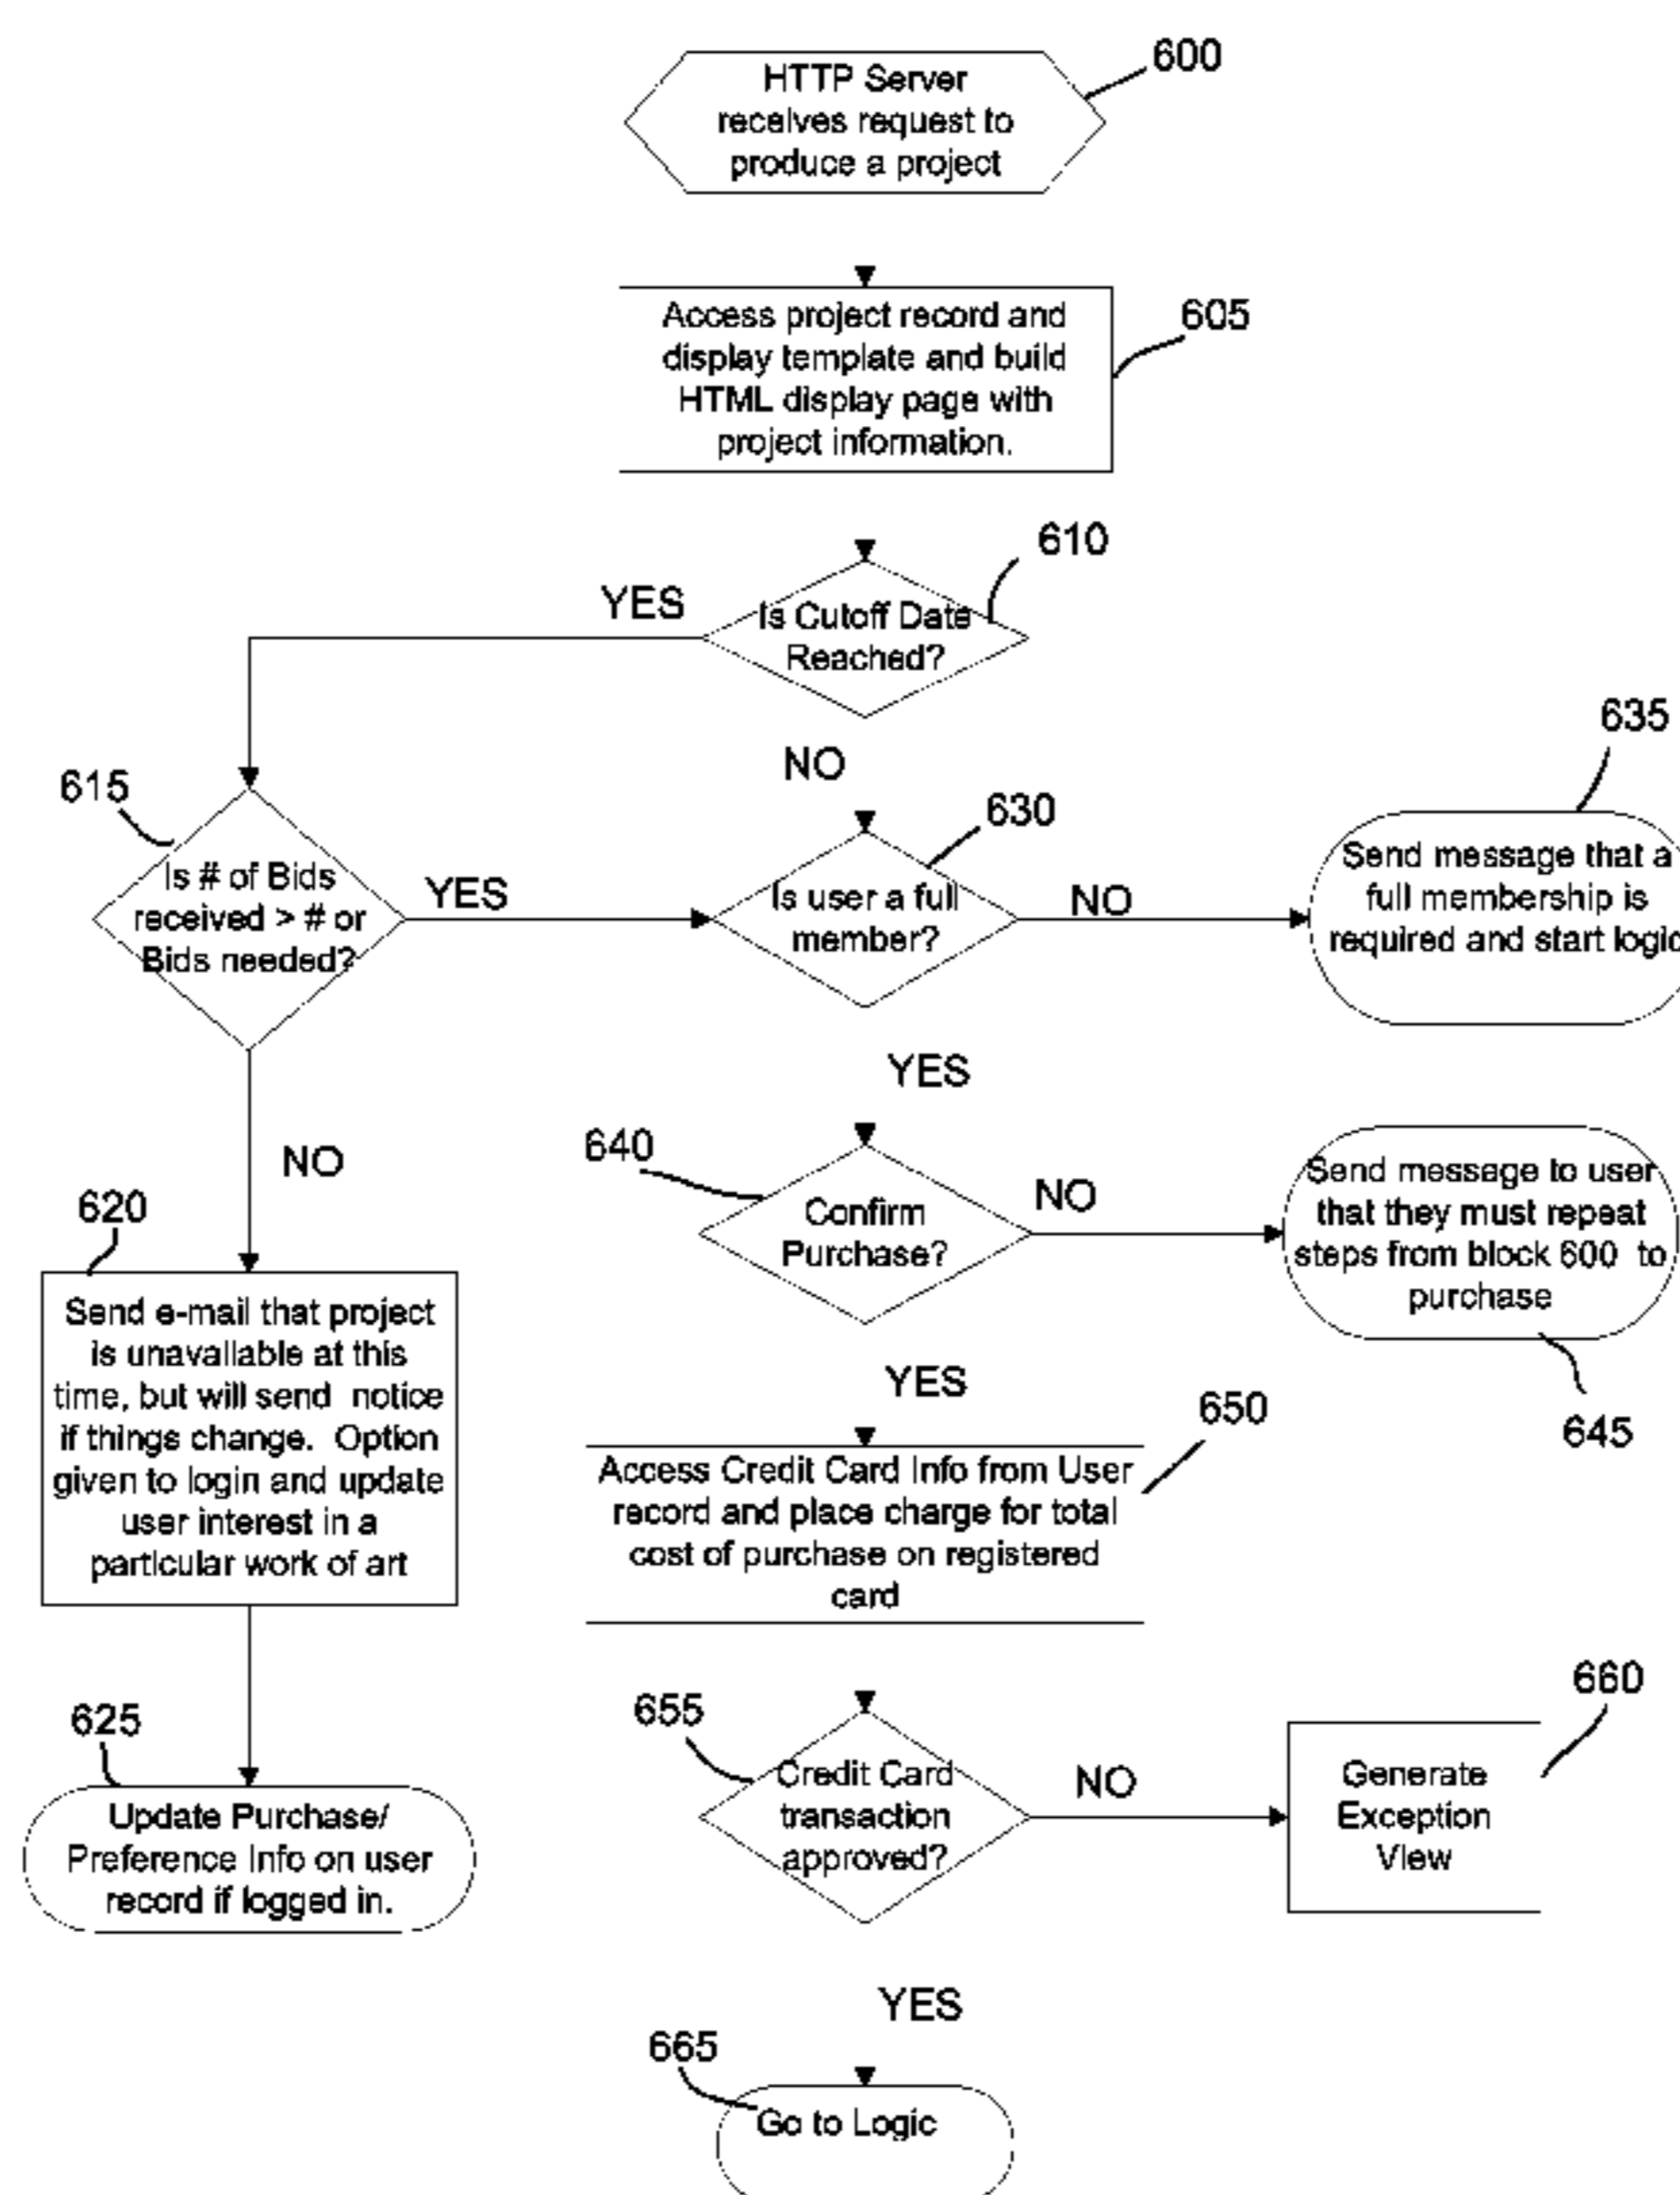 600
HTTP Server
receives request to
produce a project
605
Access project record and
display template and build
HTML display page with
project information.
610
YES
Is Cutoff Date
Reached?
NO
615
Is # of Bids
received > # or
Bids needed?
YES
630
Is user a full
member?
NO
635
Send message that a
full membership is
required and start logic
YES
NO
640
Confirm
Purchase?
NO
Send message to user
that they must repeat
steps from block 600 to
purchase
645
620
Send e-mail that project
is unavailable at this
time, but will send notice
if things change. Option
given to login and update
user interest in a
particular work of art
YES
650
Access Credit Card Info from User
record and place charge for total
cost of purchase on registered
card
625
Update Purchase/
Preference Info on user
record if logged in.
655
Credit Card
transaction
approved?
NO
660
Generate
Exception
View
YES
665
Go to Logic